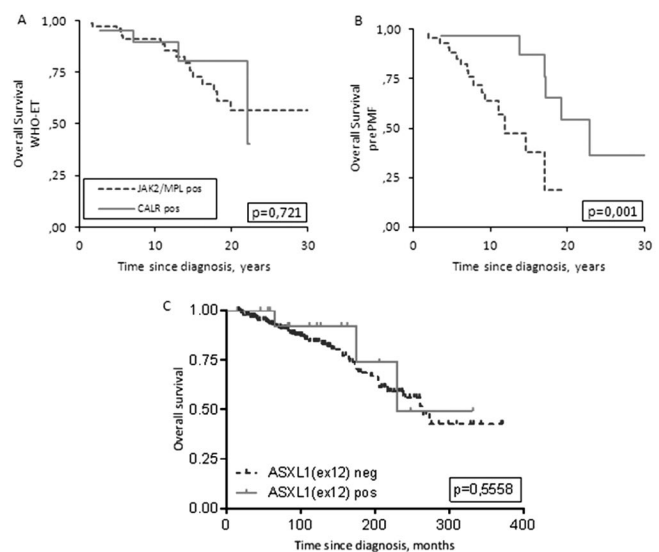 A
Overall Survival
WHO-ET
1,00
,75
,50
,25
,00
JAK2/MPL pos
CALR pos
p=0,721
0
10
20
30
Time since diagnosis, years
B
Overall Survival
prePMF
1,00
,75
,50
,25
,00
p=0,001
0
10
20
30
Time since diagnosis, years
C
Overall survival
1.00
0.75
0.50
0.25
0.00
ASXL1(ex12) neg
ASXL1(ex12) pos
p=0,5558
0
100
200
300
400
Time since diagnosis, months